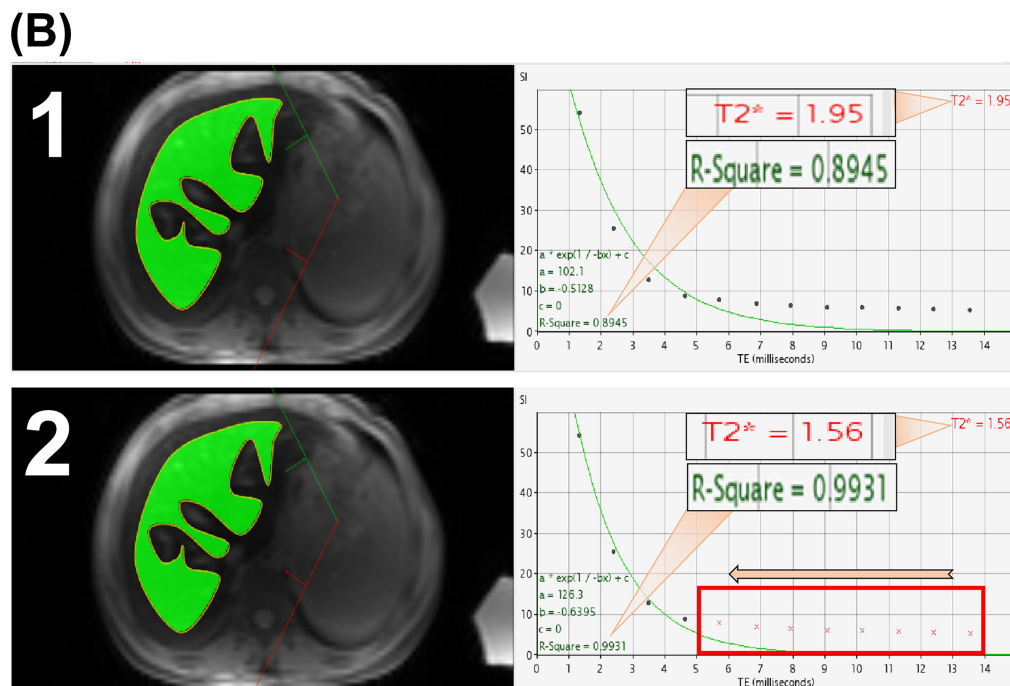 (B)
1
SI
T2* = 1.95
T2* = 1.95
R-Square = 0.8945
50
40
30
20
10
0
a * exp(1 / -bx) + c
a = 102.1
b = -0.5128
c = 0
R-Square = 0.8945
0 1 2 3 4 5 6 7 8 9 10 11 12 13 14
TE (milliseconds)
2
SI
T2* = 1.56
T2* = 1.56
R-Square = 0.9931
50
40
30
20
10
0
a * exp(1 / -bx) + c
a = 126.3
b = -0.6395
c = 0
R-Square = 0.9931
0 1 2 3 4 5 6 7 8 9 10 11 12 13 14
TE (milliseconds)